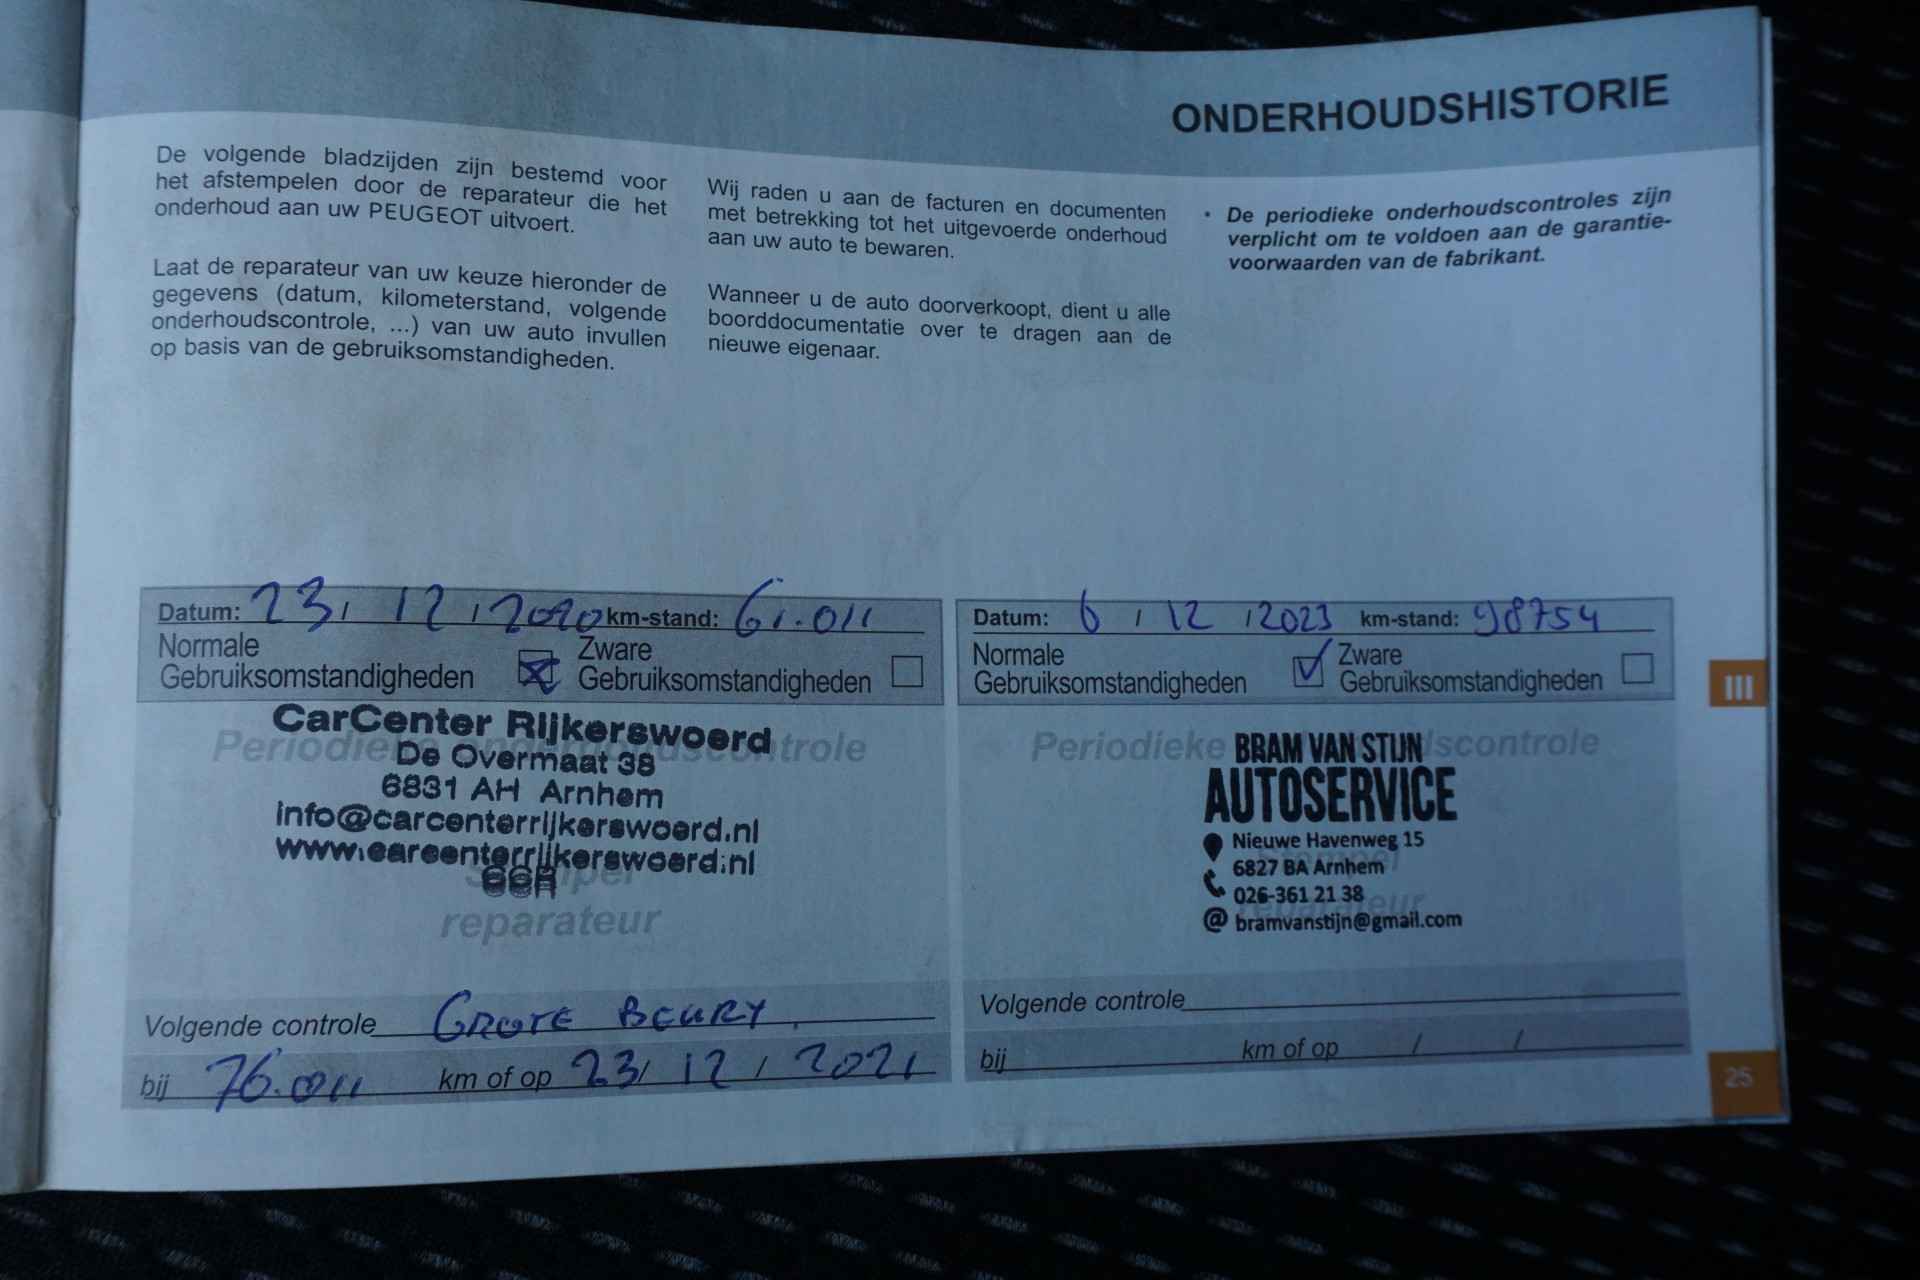 ONDERHOUDSHISTORIE
De volgende bladzijden zijn bestemd voor
het afstempelen door de reparateur die het
onderhoud aan uw PEUGEOT uitvoert.
Laat de reparateur van uw keuze hieronder de
gegevens (datum, kilometerstand, volgende
onderhoudscontrole, ...) van uw auto invullen
op basis van de gebruiksomstandigheden.
Wij raden u aan de facturen en documenten
met betrekking tot het uitgevoerde onderhoud
aan uw auto te bewaren.
Wanneer u de auto doorverkoopt, dient u alle
boorddocumentatie over te dragen aan de
nieuwe eigenaar.
• De periodieke onderhoudscontroles zijn
verplicht om te voldoen aan de garantie-
voorwaarden van de fabrikant.
Datum: 23 / 12 / 2020 km-stand: 61.011
Normale
Gebruiksomstandigheden
Zware
Gebruiksomstandigheden
CarCenter Rijkerswoerd
De Overmaat 38
6831 AH Arnhem
info@carcenterrijkerswoerd.nl
www.carcenterrijkerswoerd.nl
CCR
reparateur
Volgende controle GROTE BEURT
bij 76.011 km of op 23 / 12 / 2021
Datum: 6 / 12 / 2023 km-stand: 98754
Normale
Gebruiksomstandigheden
Zware
Gebruiksomstandigheden
Periodieke
BRAM VAN STIJN
AUTOSERVICE
Nieuwe Havenweg 15
6827 BA Arnhem
026-361 21 38
@ bramvanstijn@gmail.com
Volgende controle
bij km of op / /
III
25